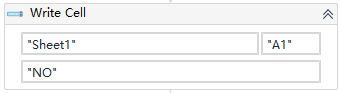 Write Cell
"Sheet1" "A1"
"NO"